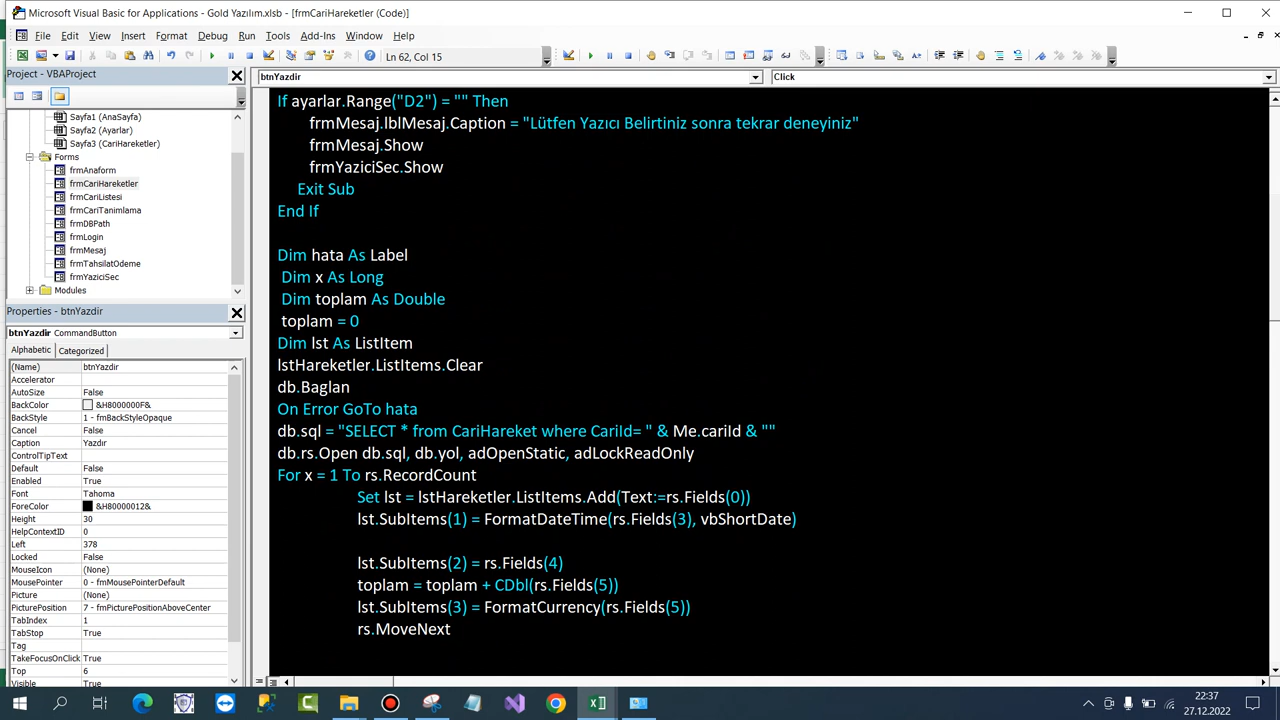 Microsoft Visual Basic for Applications - Gold Yazılım.xlsb - [frmCariHareketler (Code)]
File Edit View Insert Format Debug Run Tools Add-Ins Window Help
Ln 62, Col 15
Project - VBAProject
btnYazdir Click
Sayfa1 (AnaSayfa)
Sayfa2 (Ayarlar)
Sayfa3 (CariHareketler)
Forms
frmAnaform
frmCariHareketler
frmCariListesi
frmCariTanimlama
frmDBPath
frmLogin
frmMesaj
frmTahsilatOdeme
frmYaziciSec
Modules
Properties - btnYazdir
btnYazdir CommandButton
Alphabetic Categorized
(Name) btnYazdir
Accelerator
AutoSize False
BackColor &H8000000F&
BackStyle 1 - fmBackStyleOpaque
Cancel False
Caption Yazdır
ControlTipText
Default False
Enabled True
Font Tahoma
ForeColor &H80000012&
Height 30
HelpContextID 0
Left 378
Locked False
MouseIcon (None)
MousePointer 0 - fmMousePointerDefault
Picture (None)
PicturePosition 7 - fmPicturePositionAboveCenter
TabIndex 1
TabStop True
Tag
TakeFocusOnClick True
Top 6
Visible True
If ayarlar.Range("D2") = "" Then
frmMesaj.lblMesaj.Caption = "Lütfen Yazıcı Belirtiniz sonra tekrar deneyiniz"
frmMesaj.Show
frmYaziciSec.Show
Exit Sub
End If
Dim hata As Label
Dim x As Long
Dim toplam As Double
toplam = 0
Dim lst As ListItem
lstHareketler.ListItems.Clear
db.Baglan
On Error GoTo hata
db.sql = "SELECT * from CariHareket where CariId= " & Me.cariId & ""
db.rs.Open db.sql, db.yol, adOpenStatic, adLockReadOnly
For x = 1 To rs.RecordCount
Set lst = lstHareketler.ListItems.Add(Text:=rs.Fields(0))
lst.SubItems(1) = FormatDateTime(rs.Fields(3), vbShortDate)
lst.SubItems(2) = rs.Fields(4)
toplam = toplam + CDbl(rs.Fields(5))
lst.SubItems(3) = FormatCurrency(rs.Fields(5))
rs.MoveNext
22:37
27.12.2022